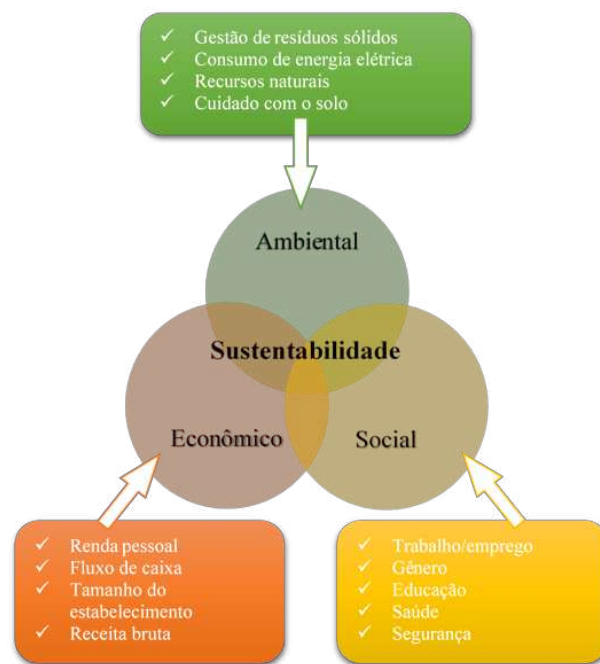 ✓ Gestão de resíduos sólidos
✓ Consumo de energia elétrica
✓ Recursos naturais
✓ Cuidado com o solo
Ambiental
Sustentabilidade
Econômico
Social
✓ Renda pessoal
✓ Fluxo de caixa
✓ Tamanho do
estabelecimento
✓ Receita bruta
✓ Trabalho/emprego
✓ Gênero
✓ Educação
✓ Saúde
✓ Segurança